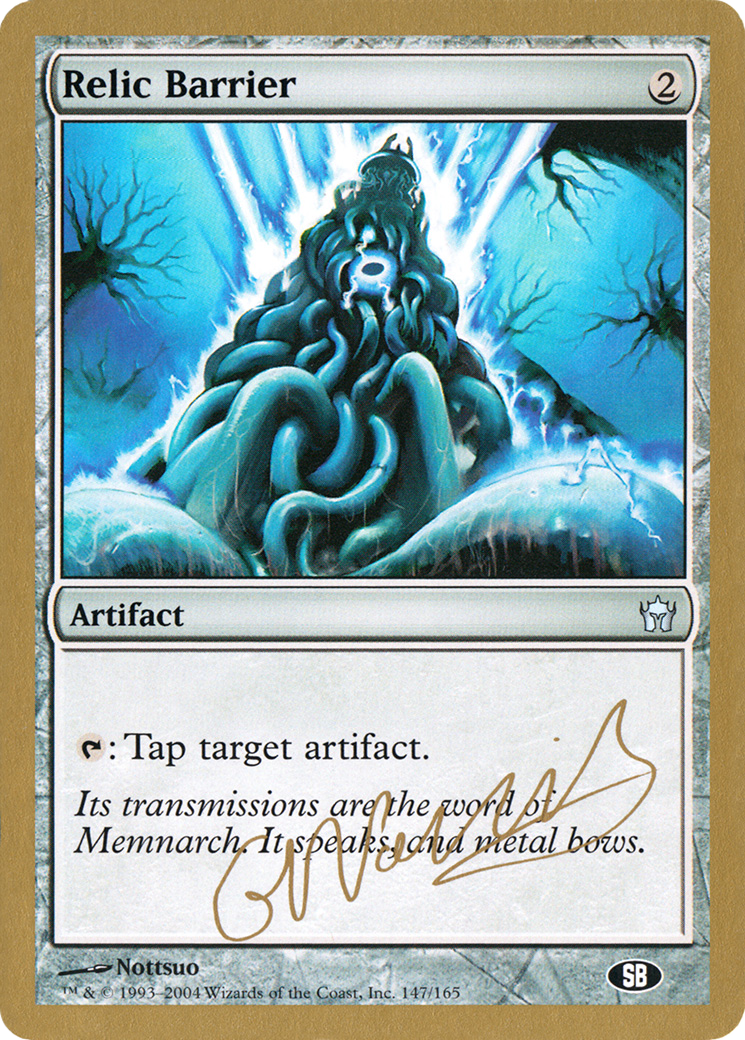 Relic Barrier 2
Artifact
: Tap target artifact.
Its transmissions are the word of
Memnarch. It speaks, and metal bows.
Nottsuo
SB
™ & © 1993–2004 Wizards of the Coast, Inc. 147/165